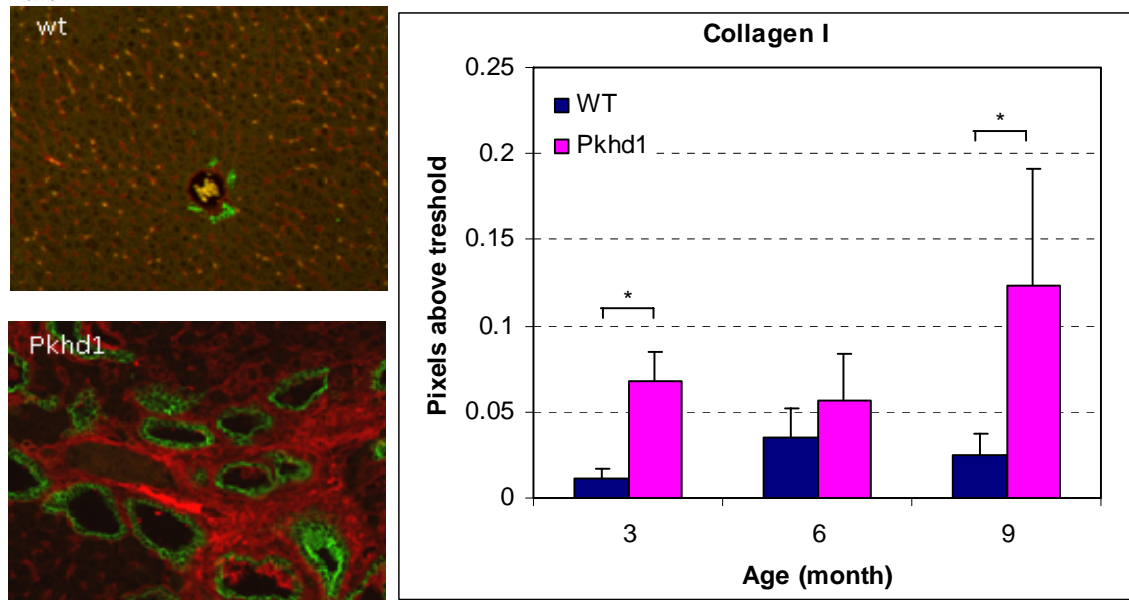 wt
Pkhd1
Collagen I
0.25
0.2
0.15
0.1
0.05
0
WT
Pkhd1
*
*
3 6 9
Age (month)
Pixels above treshold